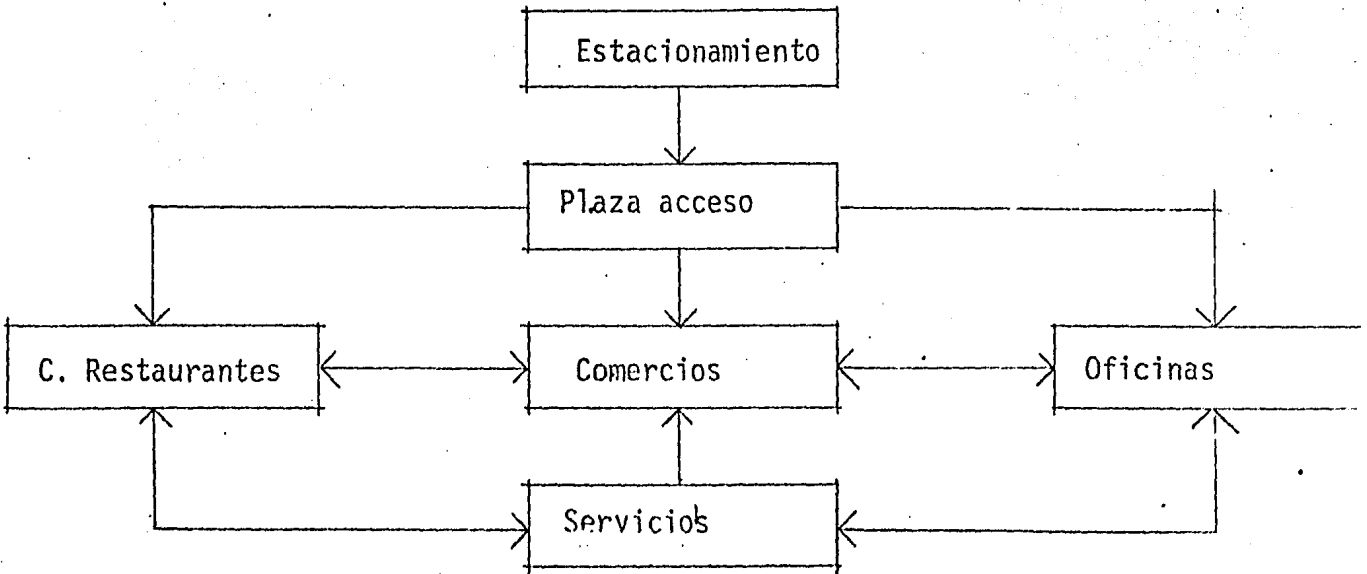 Estacionamiento
Plaza acceso
C. Restaurantes
Comercios
Oficinas
Servicios